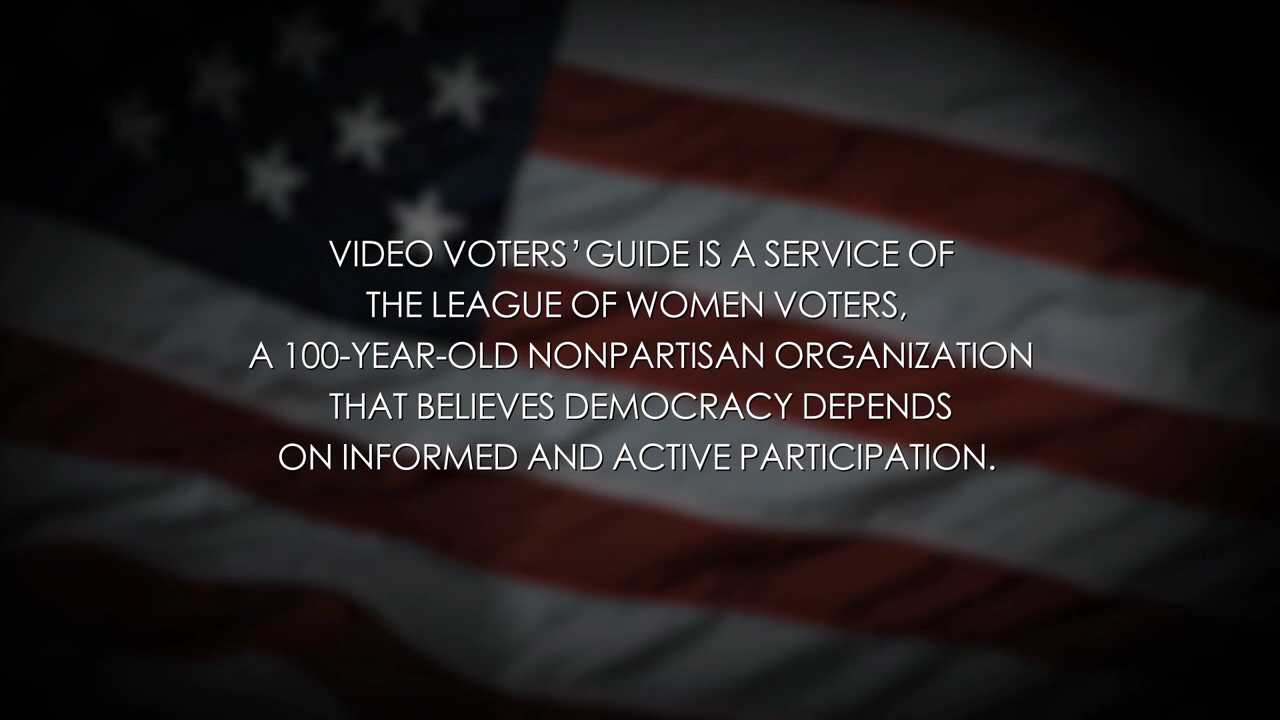 VIDEO VOTERS’ GUIDE IS A SERVICE OF
THE LEAGUE OF WOMEN VOTERS,
A 100-YEAR-OLD NONPARTISAN ORGANIZATION
THAT BELIEVES DEMOCRACY DEPENDS
ON INFORMED AND ACTIVE PARTICIPATION.